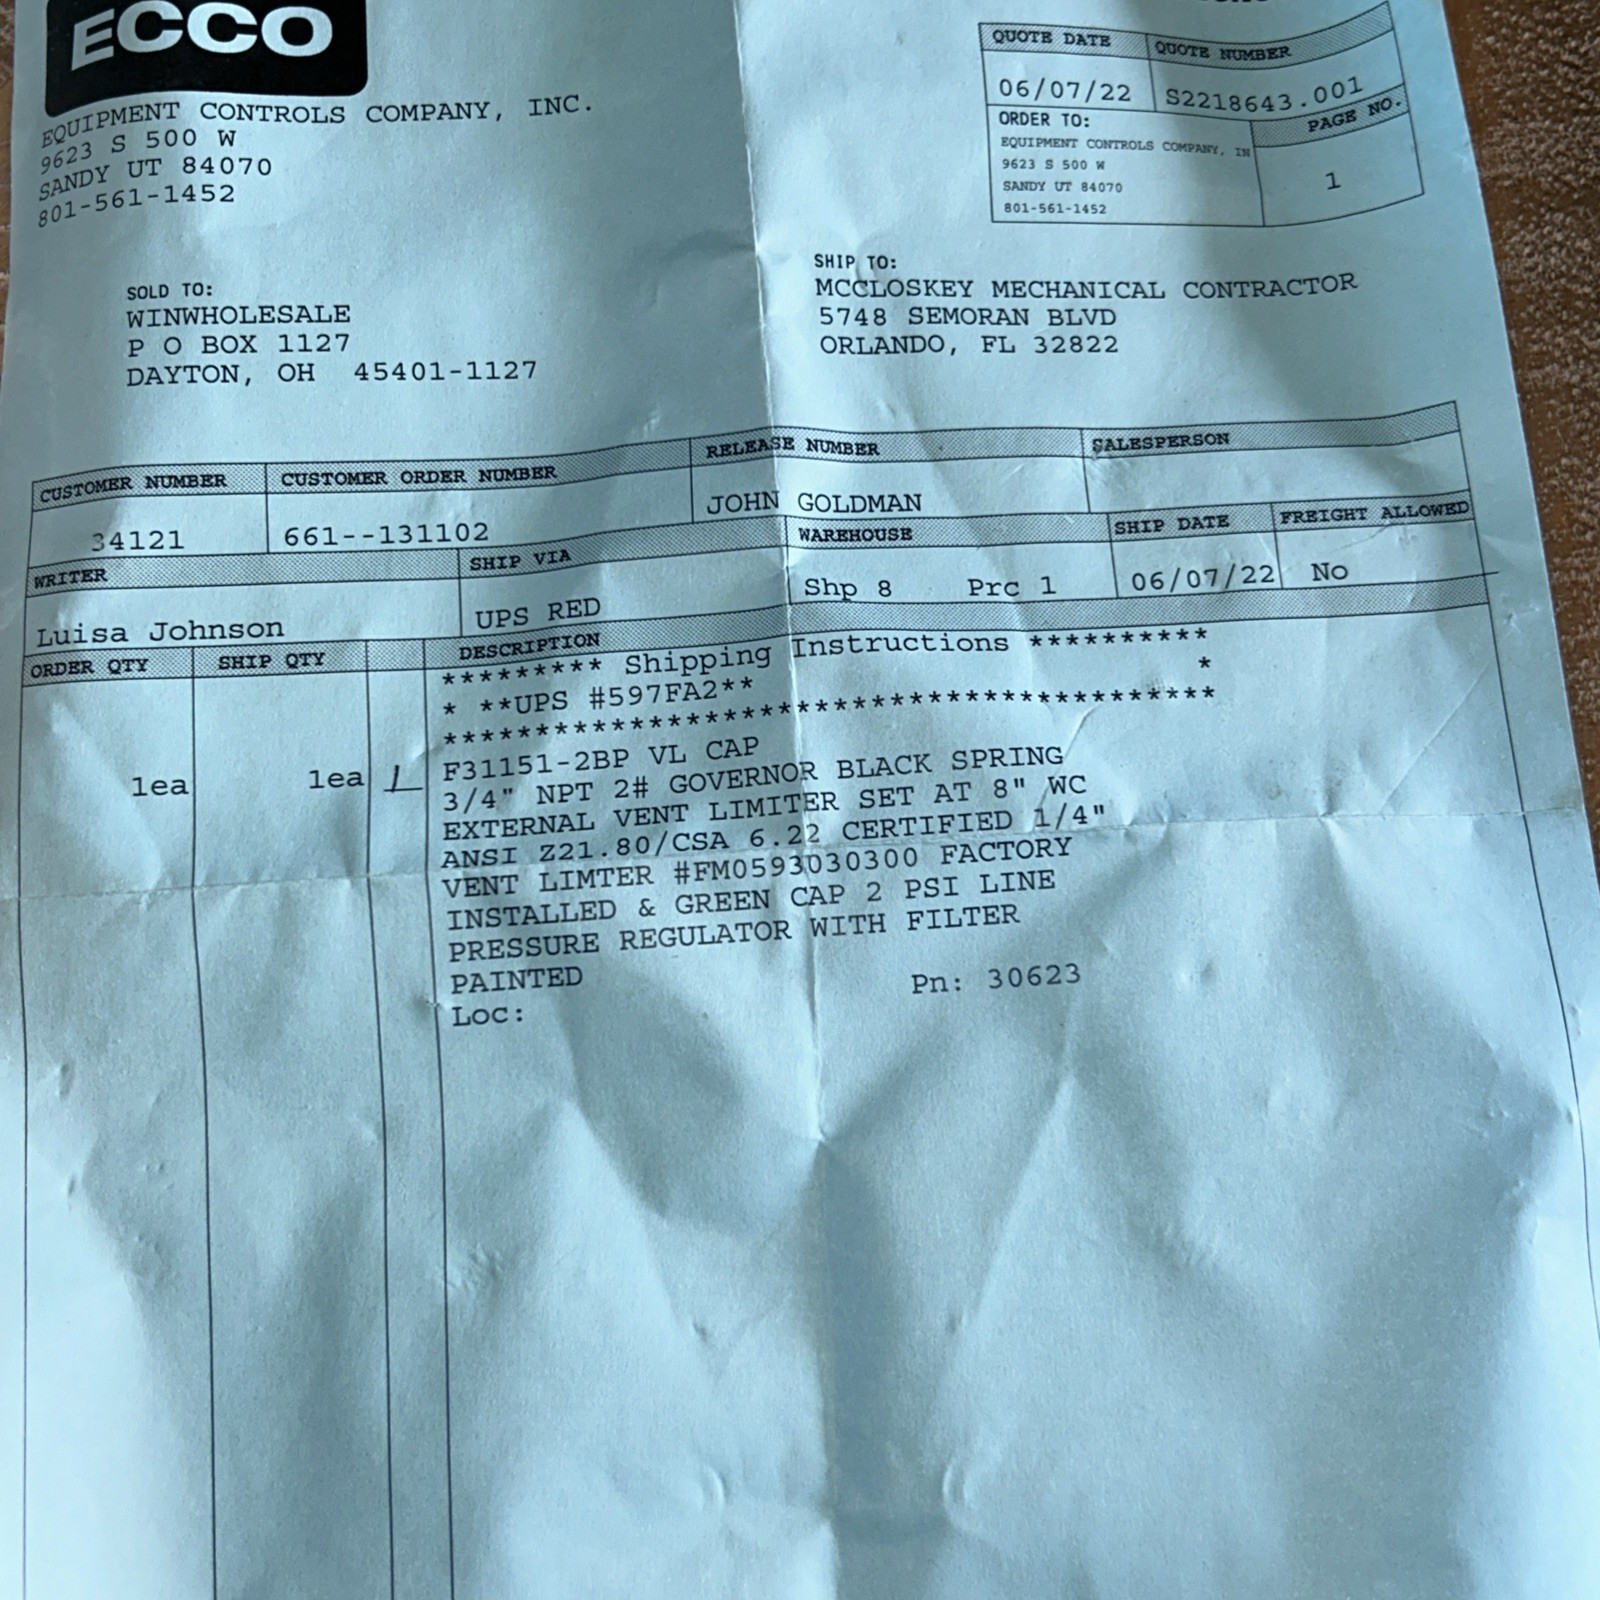 ECCO
EQUIPMENT CONTROLS COMPANY, INC.
9623 S 500 W
SANDY UT 84070
801-561-1452
QUOTE DATE QUOTE NUMBER
06/07/22 S2218643.001
ORDER TO: PAGE NO.
EQUIPMENT CONTROLS COMPANY, IN
9623 S 500 W
SANDY UT 84070
801-561-1452
1
SOLD TO:
WINWHOLESALE
P O BOX 1127
DAYTON, OH 45401-1127
SHIP TO:
MCCLOSKEY MECHANICAL CONTRACTOR
5748 SEMORAN BLVD
ORLANDO, FL 32822
CUSTOMER NUMBER CUSTOMER ORDER NUMBER RELEASE NUMBER SALESPERSON
34121 661--131102 JOHN GOLDMAN
WRITER SHIP VIA WAREHOUSE SHIP DATE FREIGHT ALLOWED
Luisa Johnson UPS RED Shp 8 Prc 1 06/07/22 No
ORDER QTY SHIP QTY DESCRIPTION
********* Shipping Instructions **********
* **UPS #597FA2** *
*****************************************
1ea 1ea 1 F31151-2BP VL CAP
3/4" NPT 2# GOVERNOR BLACK SPRING
EXTERNAL VENT LIMITER SET AT 8" WC
ANSI Z21.80/CSA 6.22 CERTIFIED 1/4"
VENT LIMTER #FM0593030300 FACTORY
INSTALLED & GREEN CAP 2 PSI LINE
PRESSURE REGULATOR WITH FILTER
PAINTED Pn: 30623
Loc: